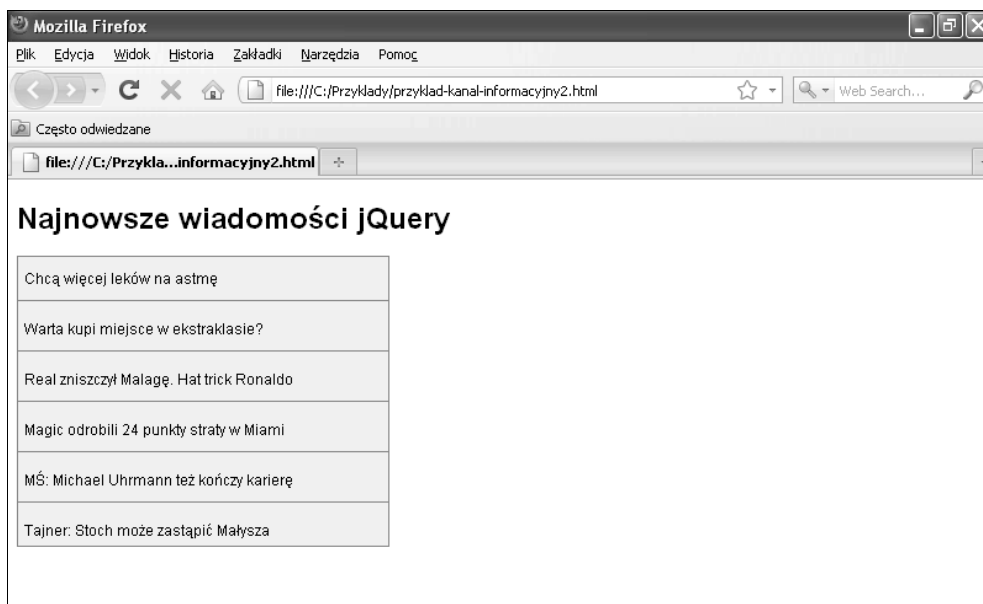 Mozilla Firefox
Plik Edycja Widok Historia Zakładki Narzędzia Pomoc
file:///C:/Przyklady/przyklad-kanal-informacyjny2.html Web Search...
Często odwiedzane
file:///C:/Przykla...informacyjny2.html
Najnowsze wiadomości jQuery
Chcą więcej leków na astmę
Warta kupi miejsce w ekstraklasie?
Real zniszczył Malagę. Hat trick Ronaldo
Magic odrobili 24 punkty straty w Miami
MŚ: Michael Uhrmann też kończy karierę
Tajner: Stoch może zastąpić Małysza